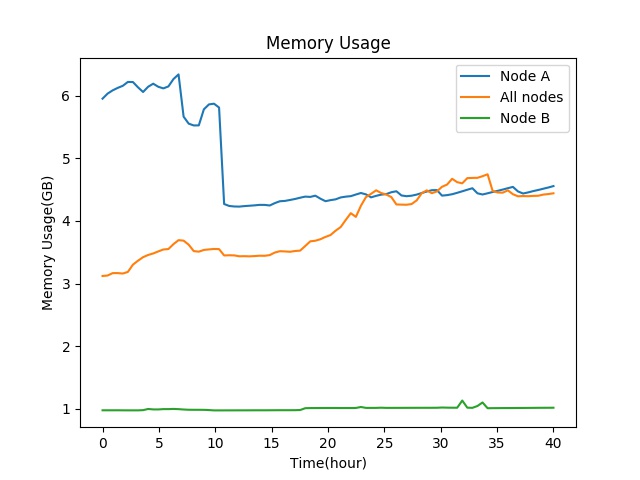 Memory Usage
Node A
All nodes
Node B
6
5
4
3
2
1
Memory Usage(GB)
0 5 10 15 20 25 30 35 40
Time(hour)